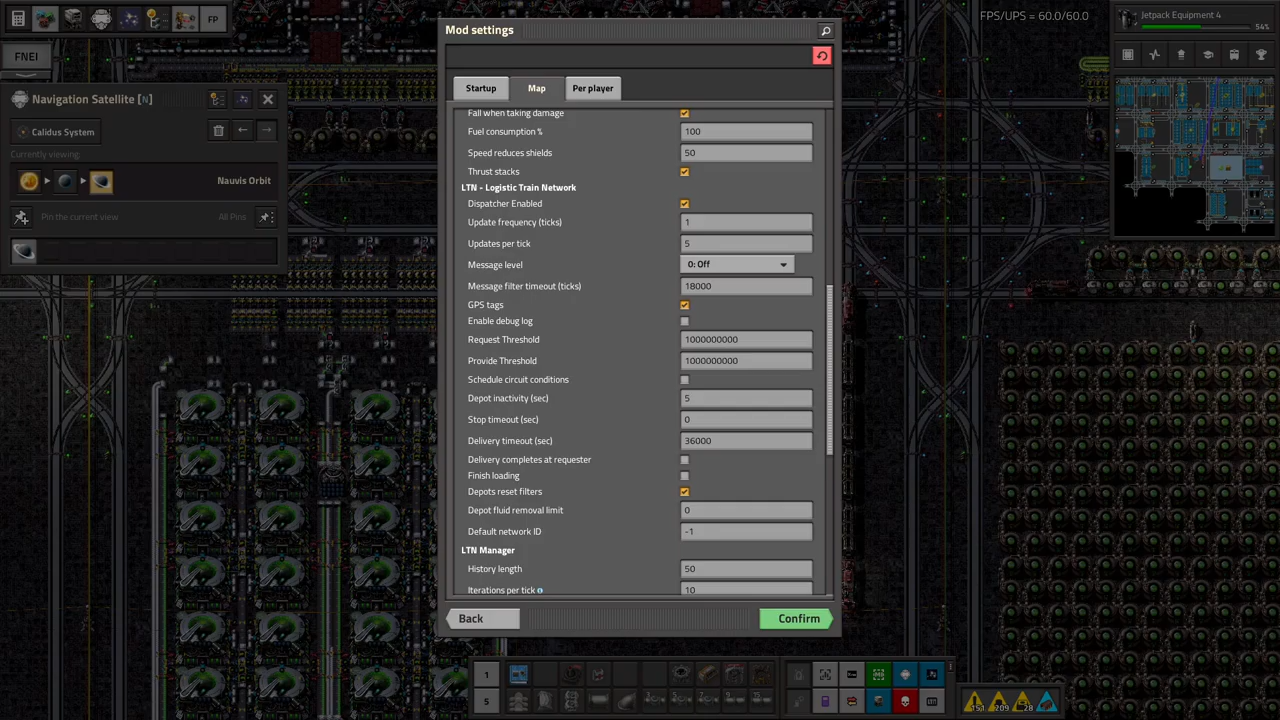 FP
FPS/UPS = 60.0/60.0
Jetpack Equipment 4
54%
FNEI
Navigation Satellite [N]
Calidus System
Currently viewing:
Nauvis Orbit
Pin the current view
All Pins
Mod settings
Startup
Map
Per player
Fall when taking damage
Fuel consumption %
100
Speed reduces shields
50
Thrust stacks
LTN - Logistic Train Network
Dispatcher Enabled
Update frequency (ticks)
1
Updates per tick
5
Message level
0: Off
Message filter timeout (ticks)
18000
GPS tags
Enable debug log
Request Threshold
1000000000
Provide Threshold
1000000000
Schedule circuit conditions
Depot inactivity (sec)
5
Stop timeout (sec)
0
Delivery timeout (sec)
36000
Delivery completes at requester
Finish loading
Depots reset filters
Depot fluid removal limit
0
Default network ID
-1
LTN Manager
History length
50
Iterations per tick
10
Back
Confirm
1
5
151
209
28